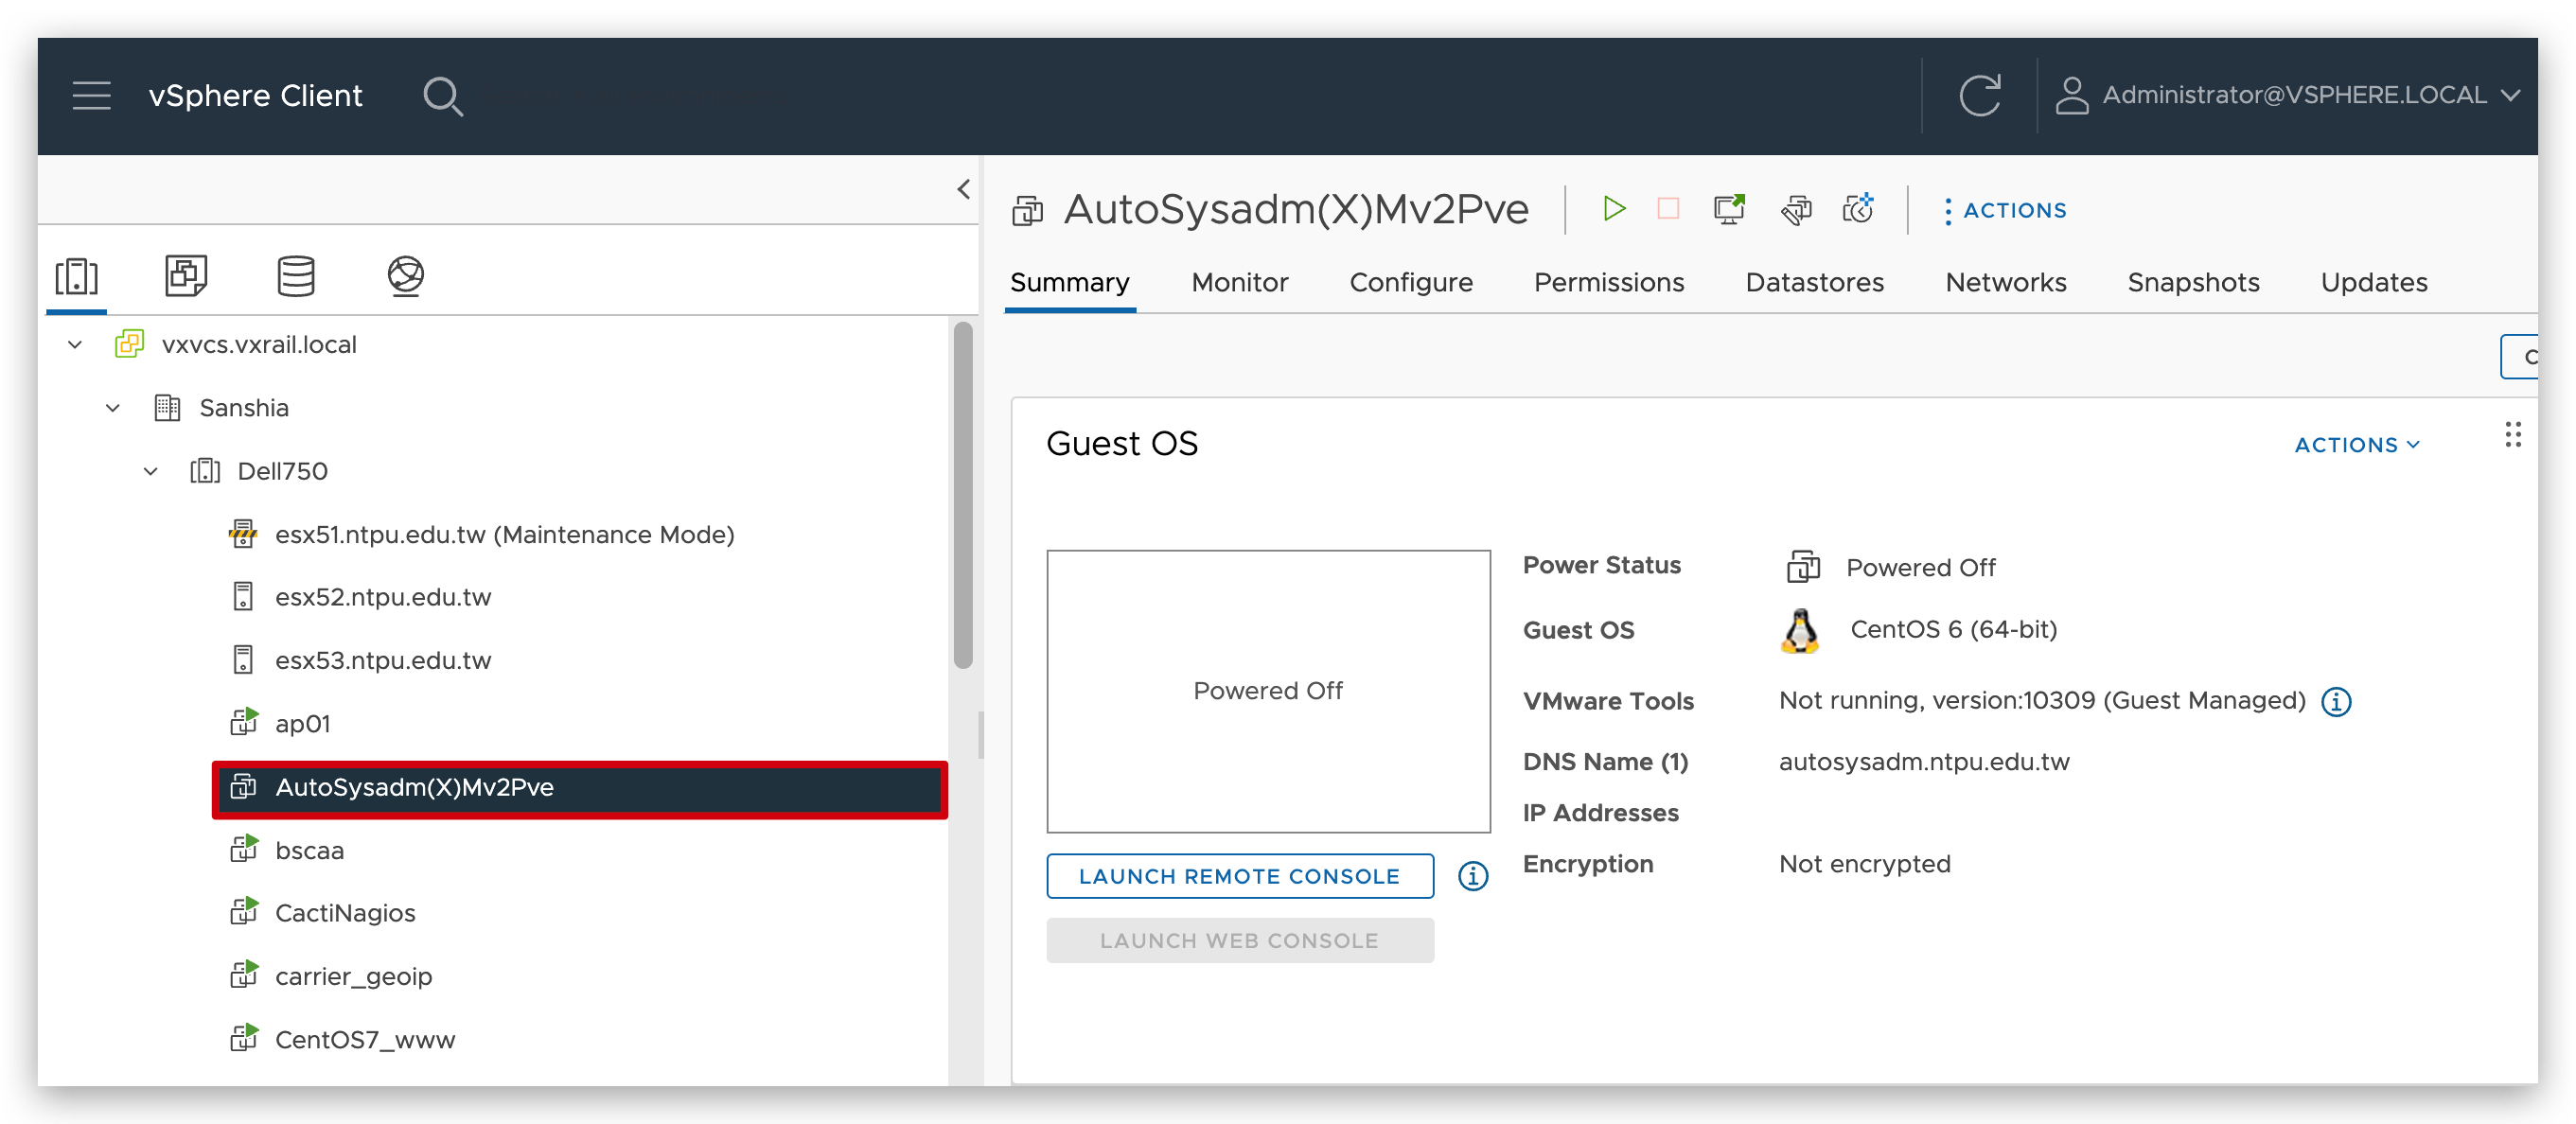 vSphere Client
Administrator@VSPHERE.LOCAL
vxvcs.vxrail.local
Sanshia
Dell750
esx51.ntpu.edu.tw (Maintenance Mode)
esx52.ntpu.edu.tw
esx53.ntpu.edu.tw
ap01
AutoSysadm(X)Mv2Pve
bscaa
CactiNagios
carrier_geoip
CentOS7_www
AutoSysadm(X)Mv2Pve
ACTIONS
Summary Monitor Configure Permissions Datastores Networks Snapshots Updates
Guest OS
ACTIONS
Powered Off
LAUNCH REMOTE CONSOLE
LAUNCH WEB CONSOLE
Power Status Powered Off
Guest OS CentOS 6 (64-bit)
VMware Tools Not running, version:10309 (Guest Managed)
DNS Name (1) autosysadm.ntpu.edu.tw
IP Addresses
Encryption Not encrypted